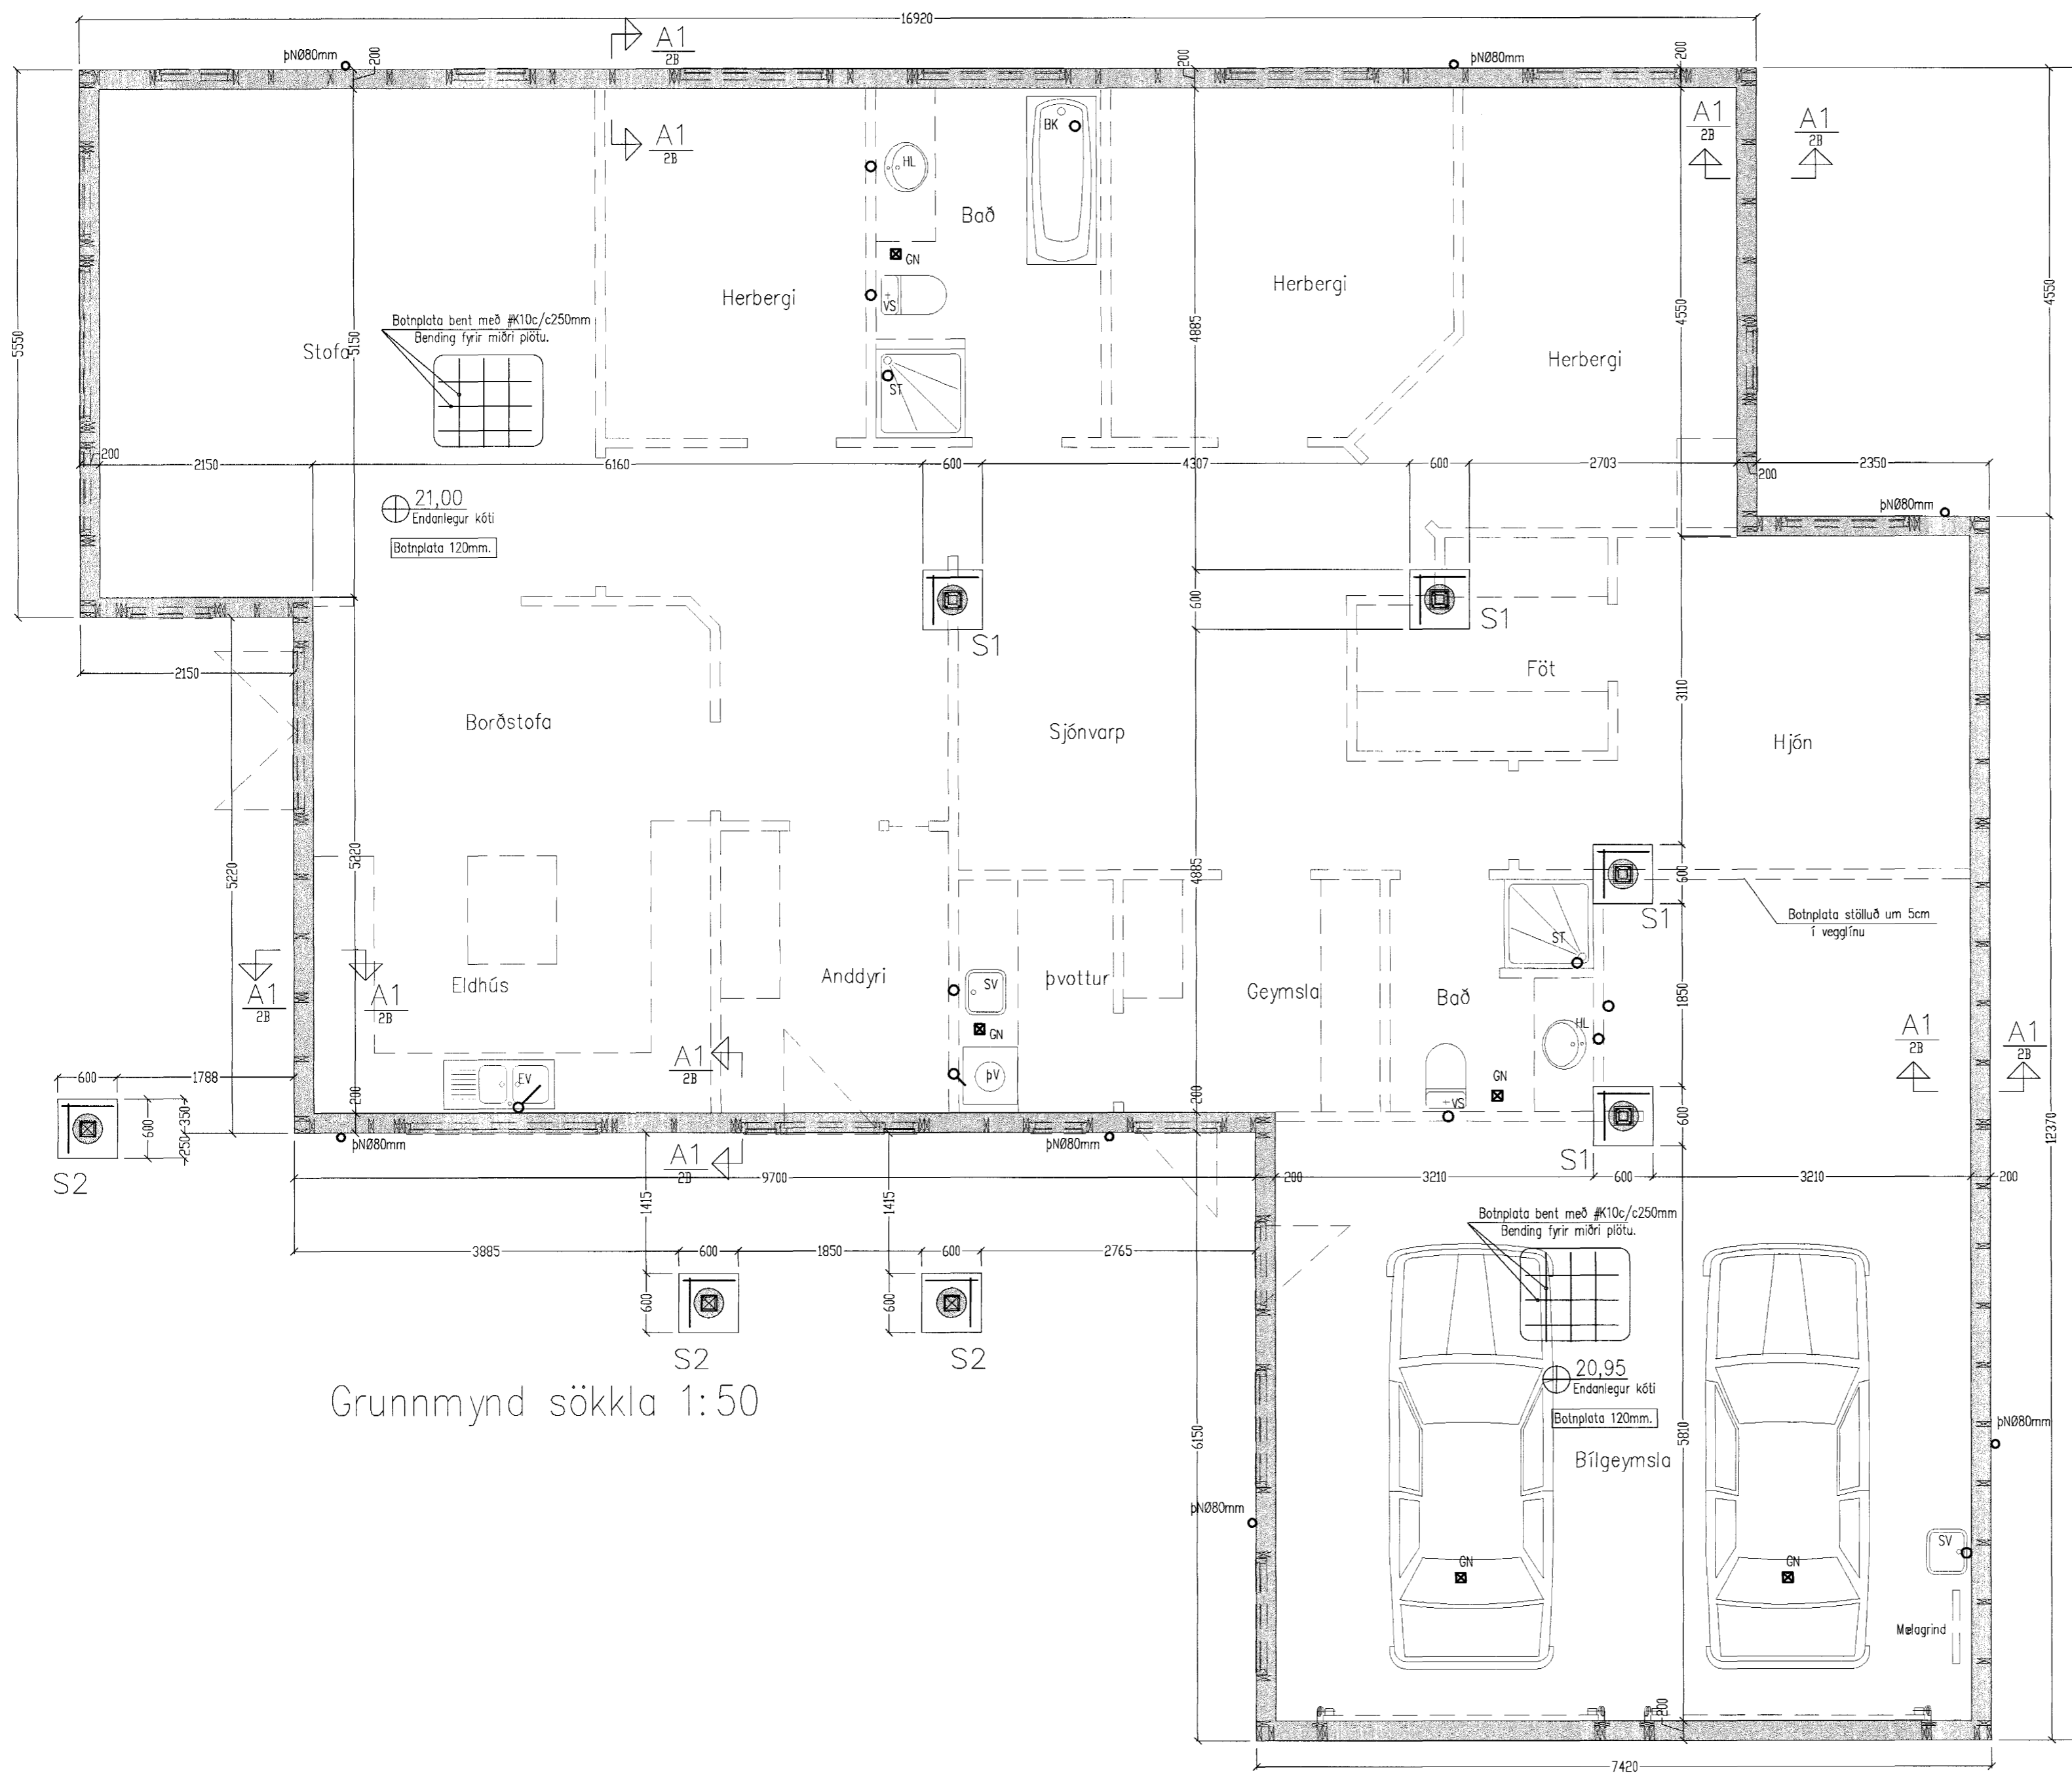 16920
þNØ80mm
200
A1
2B
200
þNØ80mm
200
A1
2B
BK
HL
A1
2B
A1
2B
Bað
GN
VS
Herbergi
Herbergi
4885
4550
4550
5550
Botnplata bent með #K10c/c250mm
Bending fyrir miðri plötu.
Stofa
5150
Herbergi
ST
200
2150
6160
600
4307
600
2703
200
2350
21,00
Endanlegur kóti
Botnplata 120mm.
þNØ80mm
600
S1
S1
2150
Föt
3110
Borðstofa
Sjónvarp
Hjón
5220
5220
4885
600
S1
Botnplata stölluð um 5cm
í vegglínu
ST
Eldhús
Anddyri
SV
þvottur
Geymsla
Bað
1850
A1
2B
A1
2B
GN
HL
A1
2B
A1
2B
A1
2B
600
1788
EV
þV
GN
VS
200
200
600
600
350
250
S2
þNØ80mm
A1
2B
þNØ80mm
S1
9700
200
3210
600
3210
200
12370
1415
1415
3885
600
1850
600
2765
600
600
S2
S2
Botnplata bent með #K10c/c250mm
Bending fyrir miðri plötu.
20,95
Endanlegur kóti
Botnplata 120mm.
Grunnmynd sökkla 1:50
6150
5810
þNØ80mm
Bílgeymsla
þNØ80mm
SV
GN
GN
Mælagrind
200
7420